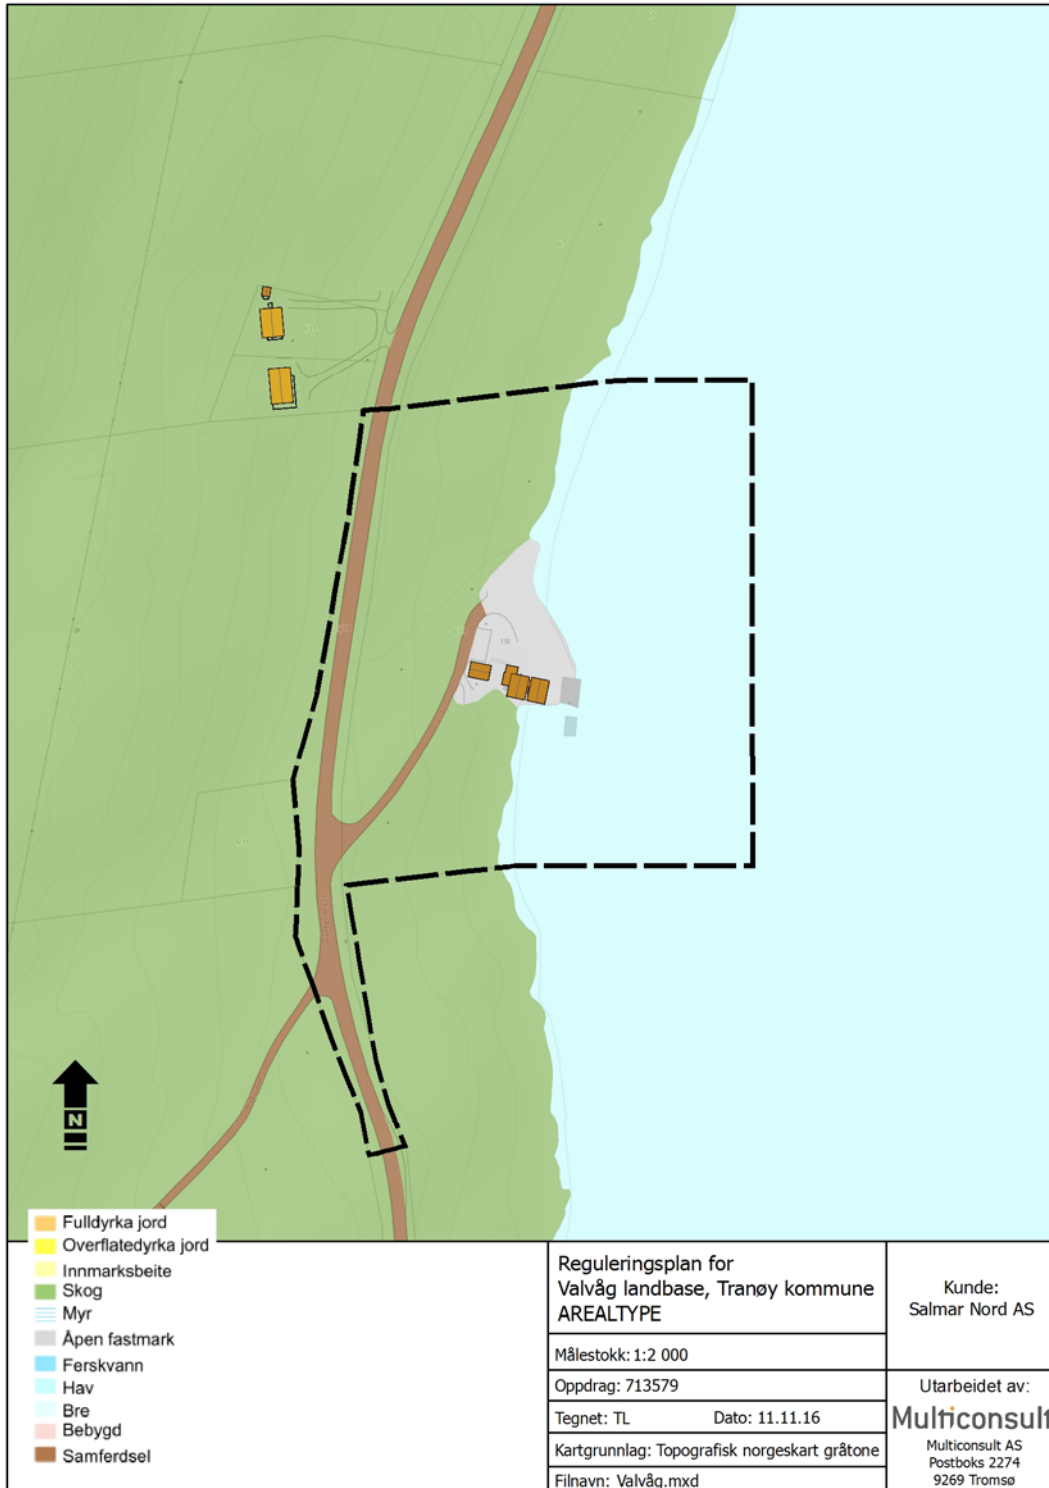 N
Fulldyrka jord
Overflatedyrka jord
Innmarksbeite
Skog
Myr
Åpen fastmark
Ferskvann
Hav
Bre
Bebygd
Samferdsel
Reguleringsplan for
Valvåg landbase, Tranøy kommune
AREALTYPE
Målestokk: 1:2 000
Oppdrag: 713579
Tegnet: TL Dato: 11.11.16
Kartgrunnlag: Topografisk norgeskart gråtone
Filnavn: Valvåg.mxd
Kunde:
Salmar Nord AS
Utarbeidet av:
Multiconsult
Multiconsult AS
Postboks 2274
9269 Tromsø